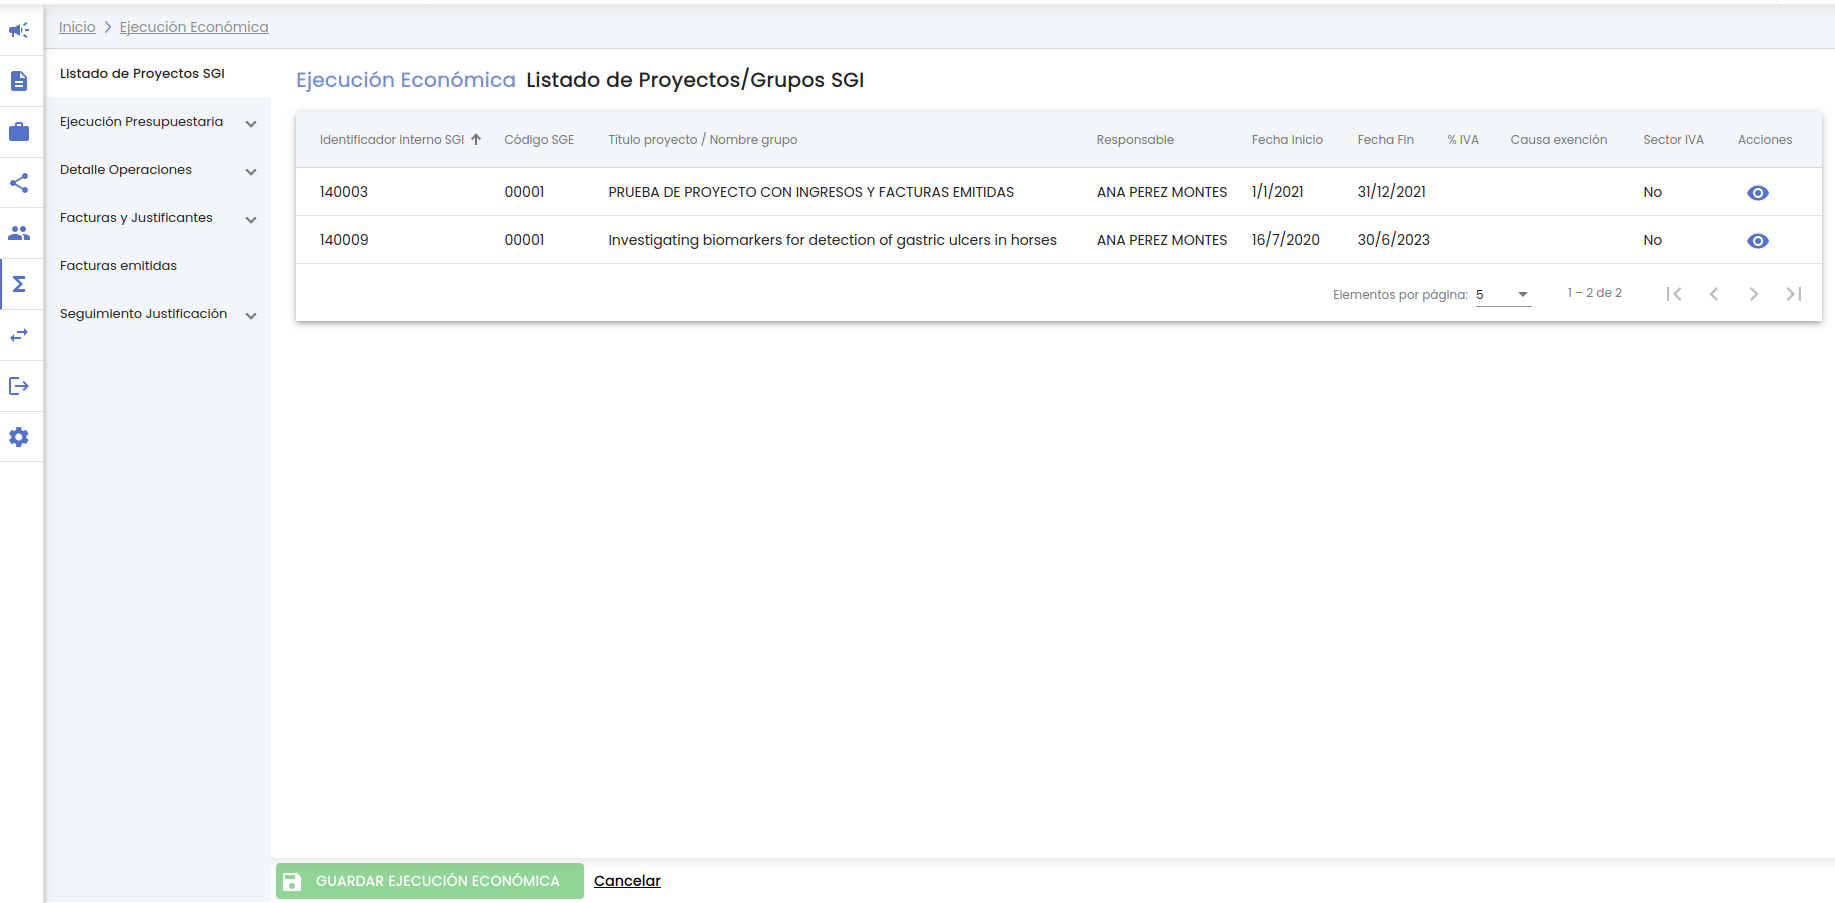 Inicio > Ejecución Económica
Listado de Proyectos SGI
Ejecución Presupuestaria
Detalle Operaciones
Facturas y Justificantes
Facturas emitidas
Seguimiento Justificación
Ejecución Económica Listado de Proyectos/Grupos SGI
Identificador interno SGI Código SGE Título proyecto / Nombre grupo Responsable Fecha Inicio Fecha Fin % IVA Causa exención Sector IVA Acciones
140003 00001 PRUEBA DE PROYECTO CON INGRESOS Y FACTURAS EMITIDAS ANA PEREZ MONTES 1/1/2021 31/12/2021 No
140009 00001 Investigating biomarkers for detection of gastric ulcers in horses ANA PEREZ MONTES 16/7/2020 30/6/2023 No
Elementos por página: 5 1 – 2 de 2
GUARDAR EJECUCIÓN ECONÓMICA Cancelar